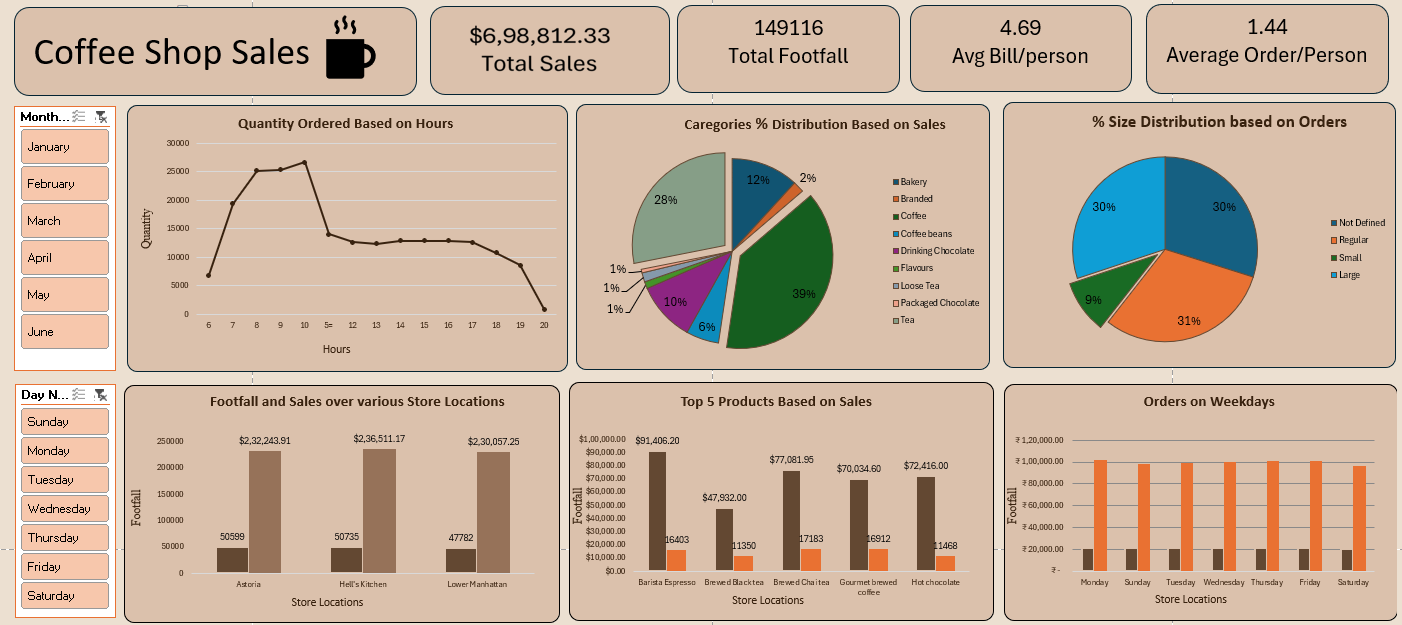 Coffee Shop Sales
$6,98,812.33
Total Sales
149116
Total Footfall
4.69
Avg Bill/person
1.44
Average Order/Person
Month...
January
February
March
April
May
June
Quantity Ordered Based on Hours
Quantity
30000
25000
20000
15000
10000
5000
0
6 7 8 9 10 5= 12 13 14 15 16 17 18 19 20
Hours
Caregories % Distribution Based on Sales
12%
2%
28%
39%
1%
1%
1%
10%
6%
Bakery
Branded
Coffee
Coffee beans
Drinking Chocolate
Flavours
Loose Tea
Packaged Chocolate
Tea
% Size Distribution based on Orders
30%
30%
9%
31%
Not Defined
Regular
Small
Large
Day N...
Sunday
Monday
Tuesday
Wednesday
Thursday
Friday
Saturday
Footfall and Sales over various Store Locations
Footfall
250000
200000
150000
100000
50000
0
$2,32,243.91
$2,36,511.17
$2,30,057.25
50599
50735
47782
Astoria
Hell's Kitchen
Lower Manhattan
Store Locations
Top 5 Products Based on Sales
Footfall
$1,00,000.00
$90,000.00
$80,000.00
$70,000.00
$60,000.00
$50,000.00
$40,000.00
$30,000.00
$20,000.00
$10,000.00
$0.00
$91,406.20
$47,932.00
$77,081.95
$70,034.60
$72,416.00
16403
11350
17183
16912
11468
Barista Espresso
Brewed Black tea
Brewed Chai tea
Gourmet brewed
coffee
Hot chocolate
Store Locations
Orders on Weekdays
Footfall
₹ 1,20,000.00
₹ 1,00,000.00
₹ 80,000.00
₹ 60,000.00
₹ 40,000.00
₹ 20,000.00
₹ -
Monday Sunday Tuesday Wednesday Thursday Friday Saturday
Store Locations